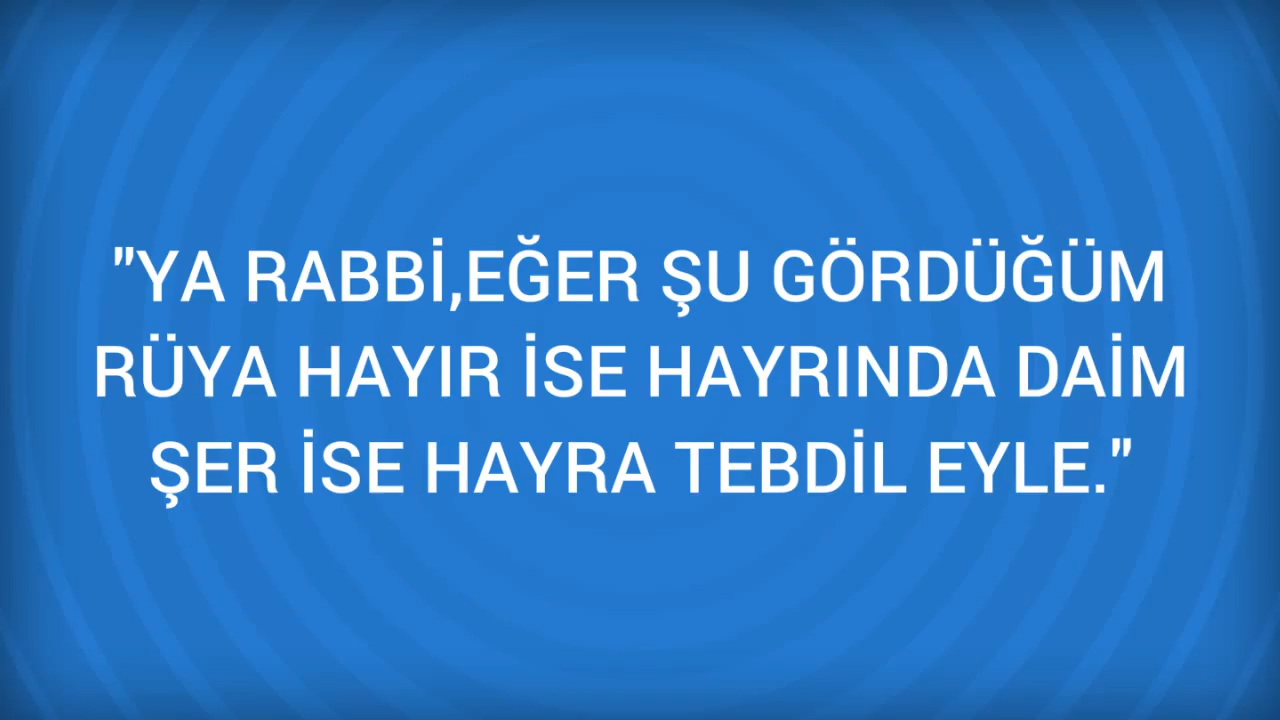 "YA RABBİ,EĞER ŞU GÖRDÜĞÜM
RÜYA HAYIR İSE HAYRINDA DAİM
ŞER İSE HAYRA TEBDİL EYLE."